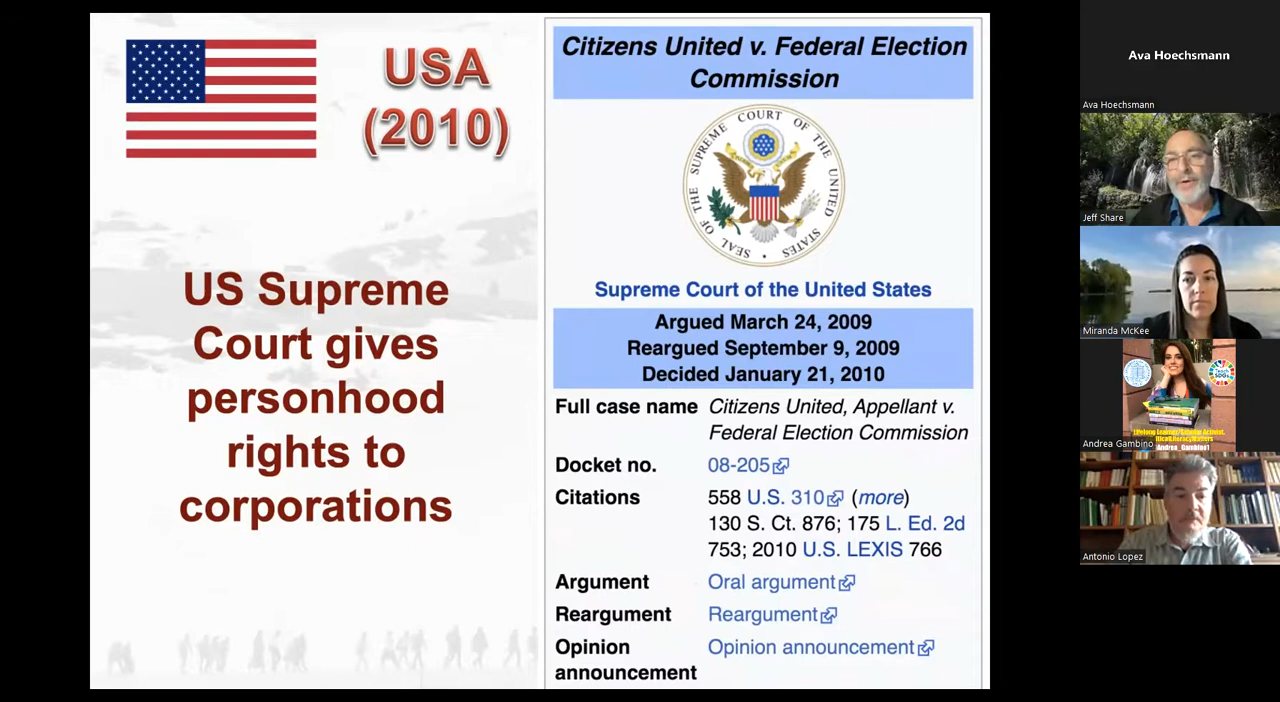 USA
(2010)
US Supreme
Court gives
personhood
rights to
corporations
Citizens United v. Federal Election
Commission
SEAL OF THE SUPREME COURT OF THE UNITED STATES
Supreme Court of the United States
Argued March 24, 2009
Reargued September 9, 2009
Decided January 21, 2010
Full case name Citizens United, Appellant v.
Federal Election Commission
Docket no. 08-205
Citations 558 U.S. 310 (more)
130 S. Ct. 876; 175 L. Ed. 2d
753; 2010 U.S. LEXIS 766
Argument Oral argument
Reargument Reargument
Opinion Opinion announcement
announcement
Ava Hoechsmann
Ava Hoechsmann
Jeff Share
Miranda McKee
Lifelong Learner/
Activist.
Andrea_Gambino1
Andrea Gambino
Antonio Lopez